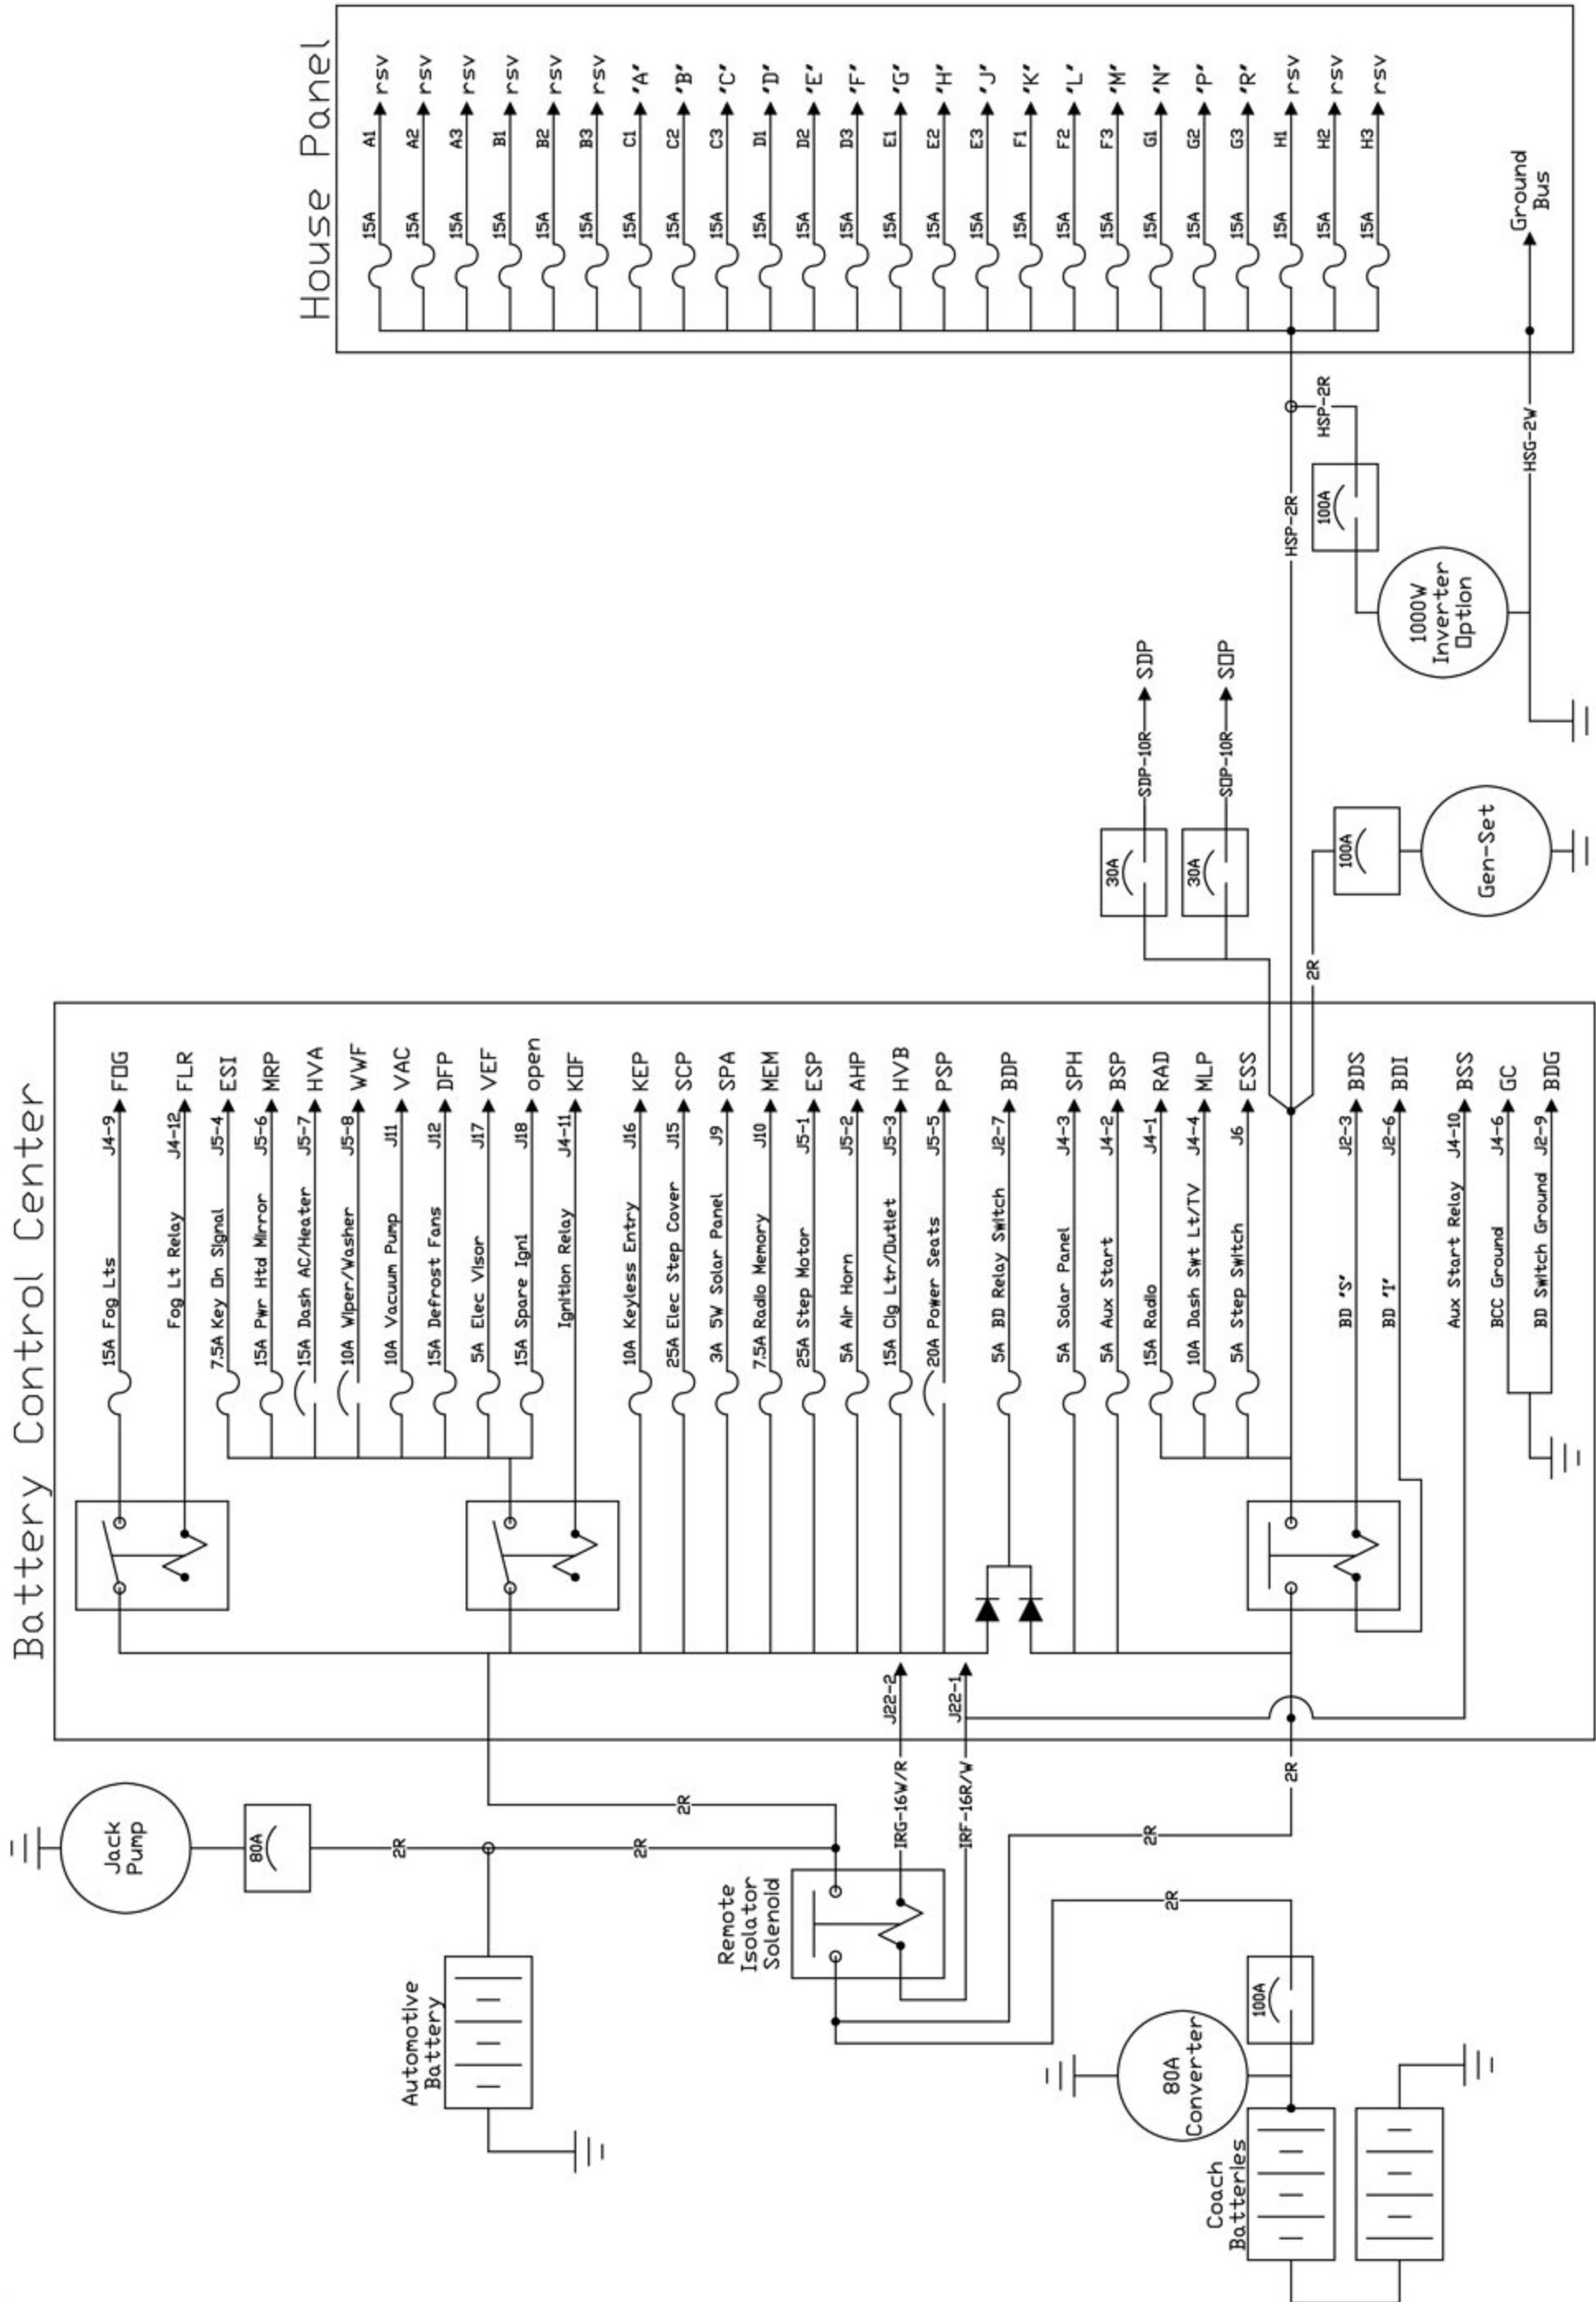 Battery Control Center
House Panel
Jack
Pump
80A
2R
2R
2R
Automotive
Battery
Remote
Isolator
Solenoid
IRG-16W/R
IRF-16R/W
J22-2
J22-1
2R
2R
2R
100A
80A
Converter
Coach
Batteries
15A Fog Lts J4-9 FOG
Fog Lt Relay J4-12 FLR
7.5A Key On Signal J5-4 ESI
15A Pwr Htd Mirror J5-6 MRP
15A Dash AC/Heater J5-7 HVA
10A Wiper/Washer J5-8 WWF
10A Vacuum Pump J11 VAC
15A Defrost Fans J12 DFP
5A Elec Visor J17 VEF
15A Spare Ign1 J18 open
Ignition Relay J4-11 KOF
10A Keyless Entry J16 KEP
25A Elec Step Cover J15 SCP
3A 5W Solar Panel J9 SPA
7.5A Radio Memory J10 MEM
25A Step Motor J5-1 ESP
5A Air Horn J5-2 AHP
15A Cig Ltr/Outlet J5-3 HVB
20A Power Seats J5-5 PSP
5A BD Relay Switch J2-7 BDP
5A Solar Panel J4-3 SPH
5A Aux Start J4-2 BSP
15A Radio J4-1 RAD
10A Dash Swt Lt/TV J4-4 MLP
5A Step Switch J6 ESS
BD 'S' J2-3 BDS
BD 'I' J2-6 BDI
Aux Start Relay J4-10 BSS
BCC Ground J4-6 GC
BD Switch Ground J2-9 BDG
30A SDP-10R SDP
30A SOP-10R SOP
2R
100A
Gen-Set
HSP-2R
HSP-2R
100A
1000W
Inverter
Option
HSG-2W
15A A1 rsv
15A A2 rsv
15A A3 rsv
15A B1 rsv
15A B2 rsv
15A B3 rsv
15A C1 'A'
15A C2 'B'
15A C3 'C'
15A D1 'D'
15A D2 'E'
15A D3 'F'
15A E1 'G'
15A E2 'H'
15A E3 'J'
15A F1 'K'
15A F2 'L'
15A F3 'M'
15A G1 'N'
15A G2 'P'
15A G3 'R'
15A H1 rsv
15A H2 rsv
15A H3 rsv
Ground
Bus